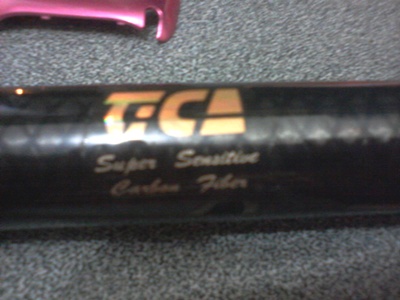 TiCA
Super Sensitive
Carbon Fiber